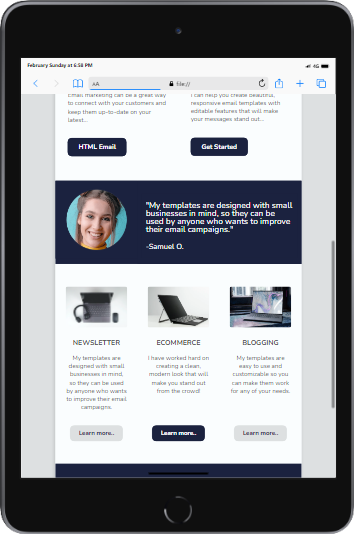 February Sunday at 6:58 PM
4G
AA
file://
Email marketing can be a great way
to connect with your customers and
keep them up-to-date on your
latest...
I can help you create beautiful,
responsive email templates with
editable features that will make
your messages stand out...
HTML Email
Get Started
"My templates are designed with small
businesses in mind, so they can be
used by anyone who wants to improve
their email campaigns."
-Samuel O.
NEWSLETTER
My templates are
designed with small
businesses in mind,
so they can be used
by anyone who wants
to improve their email
campaigns.
Learn more..
ECOMMERCE
I have worked hard on
creating a clean,
modern look that will
make you stand out
from the crowd!
Learn more..
BLOGGING
My templates are
easy to use and
customizable so you
can make them work
for any of your needs.
Learn more..